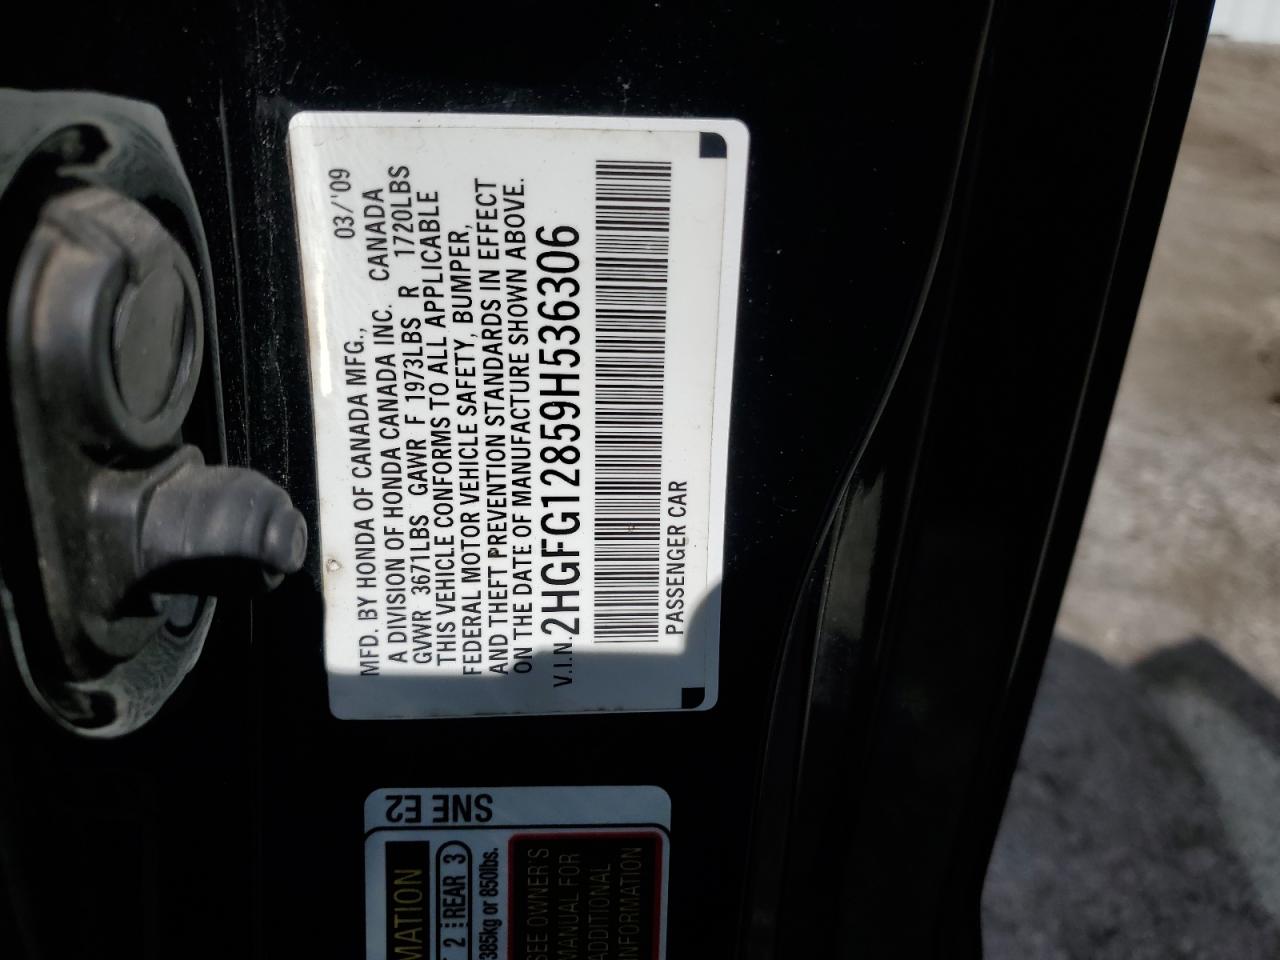 MFD. BY HONDA OF CANADA MFG., 03/'09
A DIVISION OF HONDA CANADA INC. CANADA
GVWR 3671LBS GAWR F 1973LBS R 1720LBS
THIS VEHICLE CONFORMS TO ALL APPLICABLE
FEDERAL MOTOR VEHICLE SAFETY, BUMPER,
AND THEFT PREVENTION STANDARDS IN EFFECT
ON THE DATE OF MANUFACTURE SHOWN ABOVE.
V.I.N. 2HGFG12859H536306
PASSENGER CAR
SNE E2
MATION
2 REAR 3
385kg or 850lbs.
SEE OWNER'S
MANUAL FOR
ADDITIONAL
INFORMATION